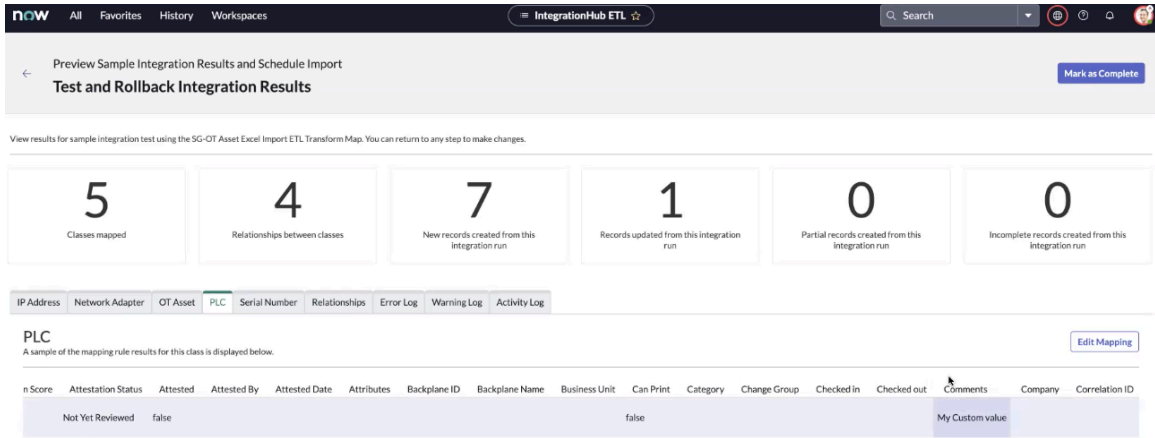 now All Favorites History Workspaces IntegrationHub ETL Search
Preview Sample Integration Results and Schedule Import
Test and Rollback Integration Results
Mark as Complete
View results for sample integration test using the SG-OT Asset Excel Import ETL Transform Map. You can return to any step to make changes.
5 4 7 1 0 0
Classes mapped Relationships between classes New records created from this Records updated from this integration Partial records created from this Incomplete records created from this
integration run run integration run integration run
IP Address Network Adapter OT Asset PLC Serial Number Relationships Error Log Warning Log Activity Log
PLC
A sample of the mapping rule results for this class is displayed below.
Edit Mapping
n Score Attestation Status Attested Attested By Attested Date Attributes Backplane ID Backplane Name Business Unit Can Print Category Change Group Checked in Checked out Comments Company Correlation ID
Not Yet Reviewed false false My Custom value